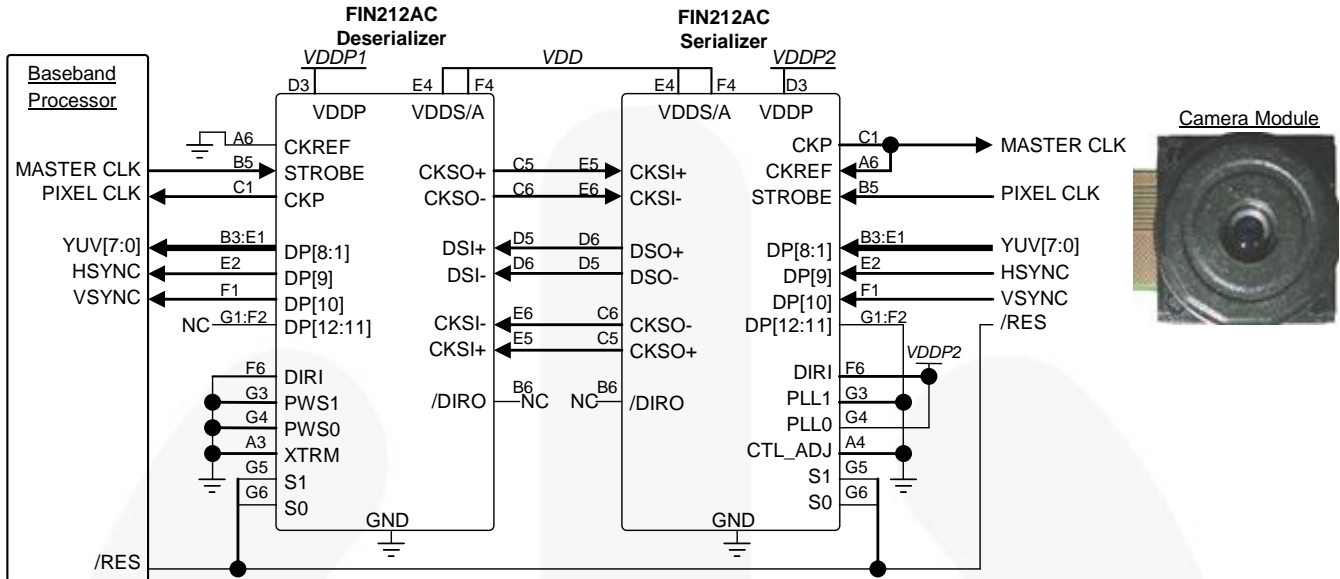 FIN212AC
Deserializer
FIN212AC
Serializer
VDDP1
VDD
VDDP2
D3
E4
F4
E4
F4
D3
Baseband
Processor
VDDP
VDDS/A
VDDS/A
VDDP
Camera Module
A6
CKREF
CKP
C1
MASTER CLK
MASTER CLK
B5
STROBE
CKSO+
C5
E5
CKSI+
CKREF
A6
PIXEL CLK
C1
CKP
CKSO-
C6
E6
CKSI-
STROBE
B5
PIXEL CLK
YUV[7:0]
B3:E1
DP[8:1]
DSI+
D5
D6
DSO+
DP[8:1]
B3:E1
YUV[7:0]
HSYNC
E2
DP[9]
DSI-
D6
D5
DSO-
DP[9]
E2
HSYNC
VSYNC
F1
DP[10]
DP[10]
F1
VSYNC
NC
G1:F2
DP[12:11]
CKSI-
E6
C6
CKSO-
DP[12:11]
G1:F2
/RES
CKSI+
E5
C5
CKSO+
VDDP2
F6
DIRI
DIRI
F6
G3
PWS1
/DIRO
B6
NC
NC
B6
/DIRO
PLL1
G3
G4
PWS0
PLL0
G4
A3
XTRM
CTL_ADJ
A4
G5
S1
S1
G5
G6
S0
S0
G6
GND
GND
/RES